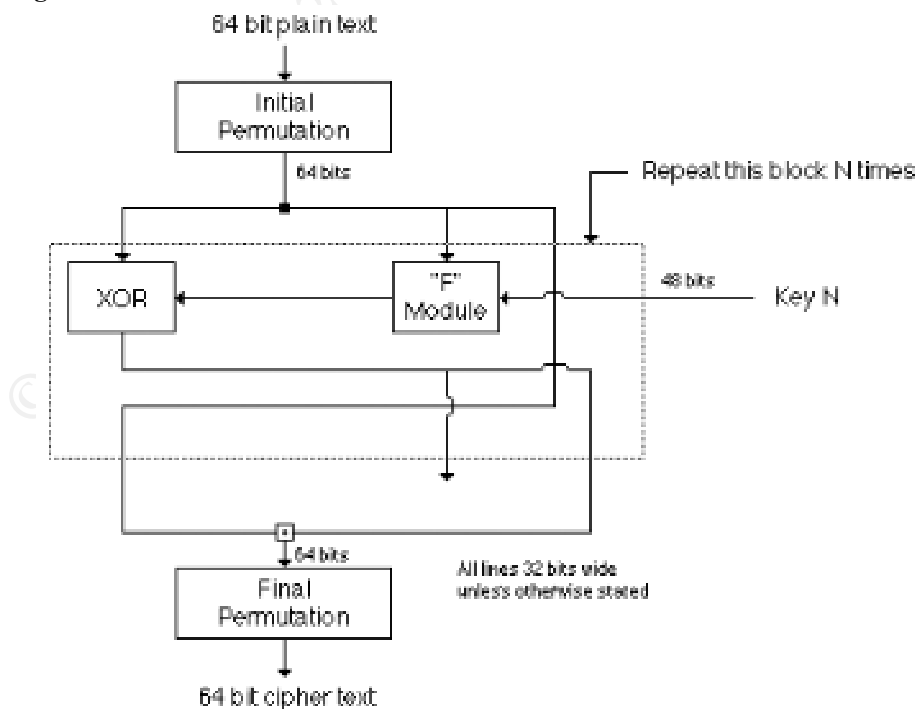 64 bit plain text
Initial
Permutation
64 bits
Repeat this block N times
XOR
"F"
Module
48 bits
Key N
64 bits
All lines 32 bits wide
unless otherwise stated
Final
Permutation
64 bit cipher text